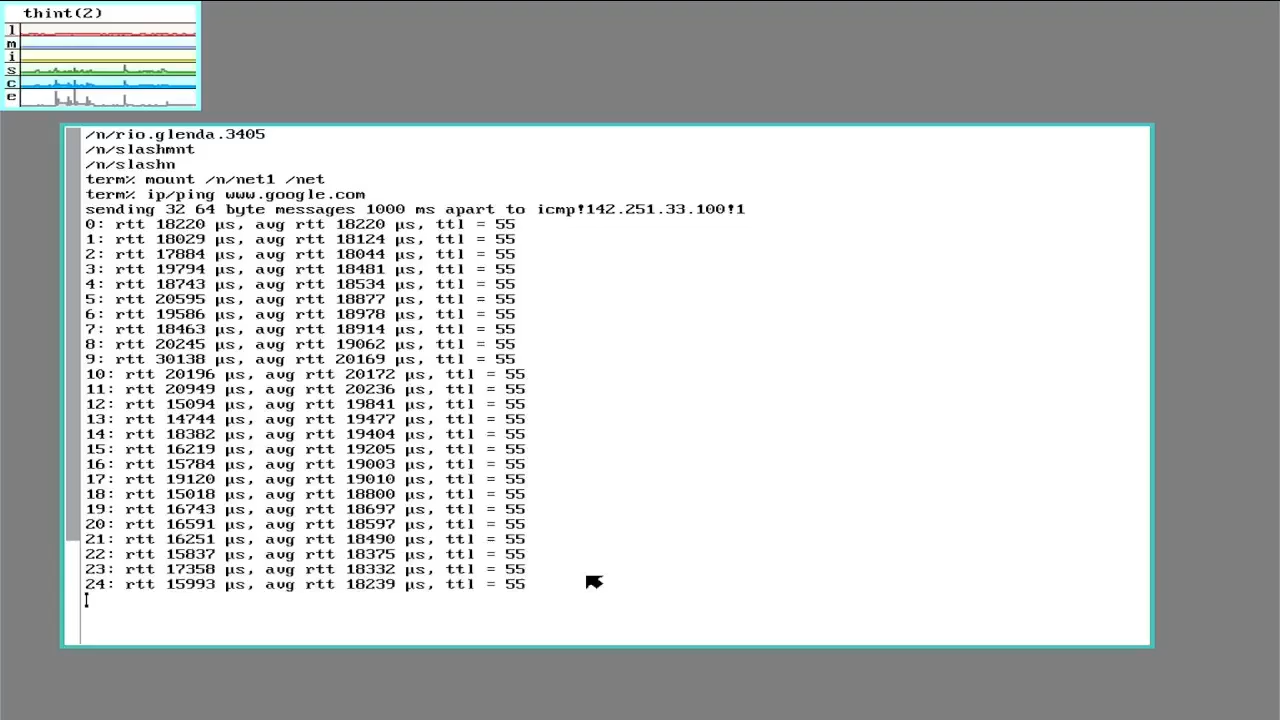 thint(2)
l
m
i
s
c
e
/n/rio.glenda.3405
/n/slashmnt
/n/slashn
term% mount /n/net1 /net
term% ip/ping www.google.com
sending 32 64 byte messages 1000 ms apart to icmp!142.251.33.100!1
0: rtt 18220 µs, avg rtt 18220 µs, ttl = 55
1: rtt 18029 µs, avg rtt 18124 µs, ttl = 55
2: rtt 17884 µs, avg rtt 18044 µs, ttl = 55
3: rtt 19794 µs, avg rtt 18481 µs, ttl = 55
4: rtt 18743 µs, avg rtt 18534 µs, ttl = 55
5: rtt 20595 µs, avg rtt 18877 µs, ttl = 55
6: rtt 19586 µs, avg rtt 18978 µs, ttl = 55
7: rtt 18463 µs, avg rtt 18914 µs, ttl = 55
8: rtt 20245 µs, avg rtt 19062 µs, ttl = 55
9: rtt 30138 µs, avg rtt 20169 µs, ttl = 55
10: rtt 20196 µs, avg rtt 20172 µs, ttl = 55
11: rtt 20949 µs, avg rtt 20236 µs, ttl = 55
12: rtt 15094 µs, avg rtt 19841 µs, ttl = 55
13: rtt 14744 µs, avg rtt 19477 µs, ttl = 55
14: rtt 18382 µs, avg rtt 19404 µs, ttl = 55
15: rtt 16219 µs, avg rtt 19205 µs, ttl = 55
16: rtt 15784 µs, avg rtt 19003 µs, ttl = 55
17: rtt 19120 µs, avg rtt 19010 µs, ttl = 55
18: rtt 15018 µs, avg rtt 18800 µs, ttl = 55
19: rtt 16743 µs, avg rtt 18697 µs, ttl = 55
20: rtt 16591 µs, avg rtt 18597 µs, ttl = 55
21: rtt 16251 µs, avg rtt 18490 µs, ttl = 55
22: rtt 15837 µs, avg rtt 18375 µs, ttl = 55
23: rtt 17358 µs, avg rtt 18332 µs, ttl = 55
24: rtt 15993 µs, avg rtt 18239 µs, ttl = 55